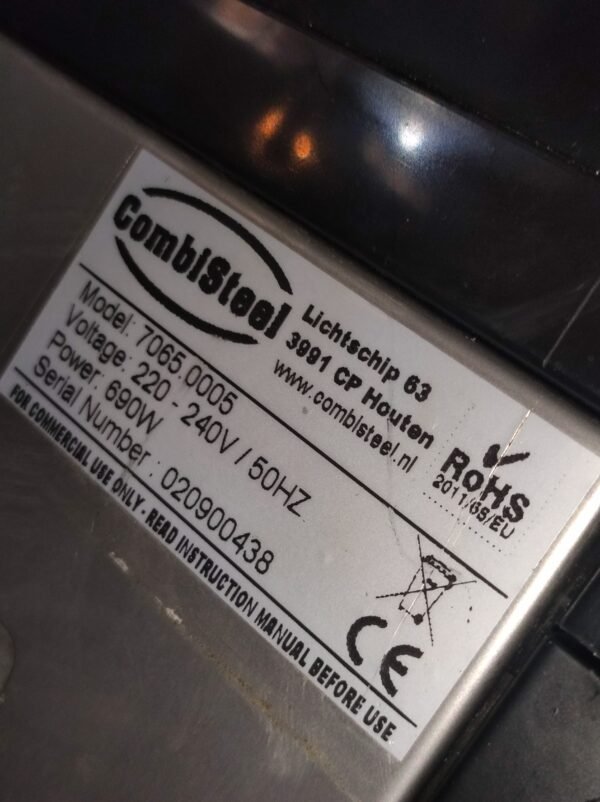 CombiSteel
Lichtschip 63
3991 CP Houten
www.combisteel.nl
Model: 7065.0005
Voltage: 220 - 240V / 50HZ
Power: 690W
Serial Number : 020900438
RoHS
2011/65/EU
CE
FOR COMMERCIAL USE ONLY - READ INSTRUCTION MANUAL BEFORE USE